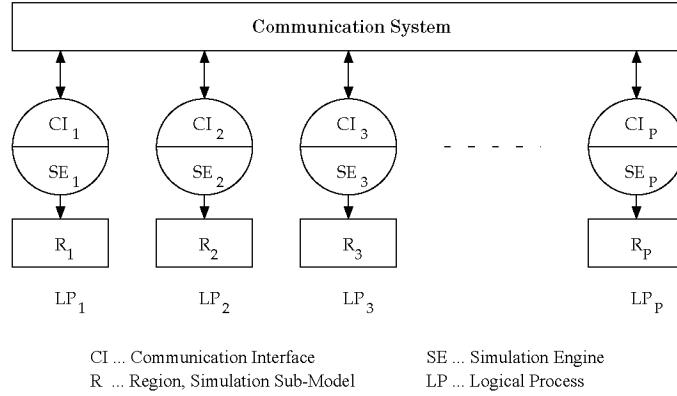 Communication System
CI1 CI2 CI3 CIP
SE1 SE2 SE3 SEP
R1 R2 R3 RP
LP1 LP2 LP3 LPP
CI ... Communication Interface SE ... Simulation Engine
R ... Region, Simulation Sub-Model LP ... Logical Process